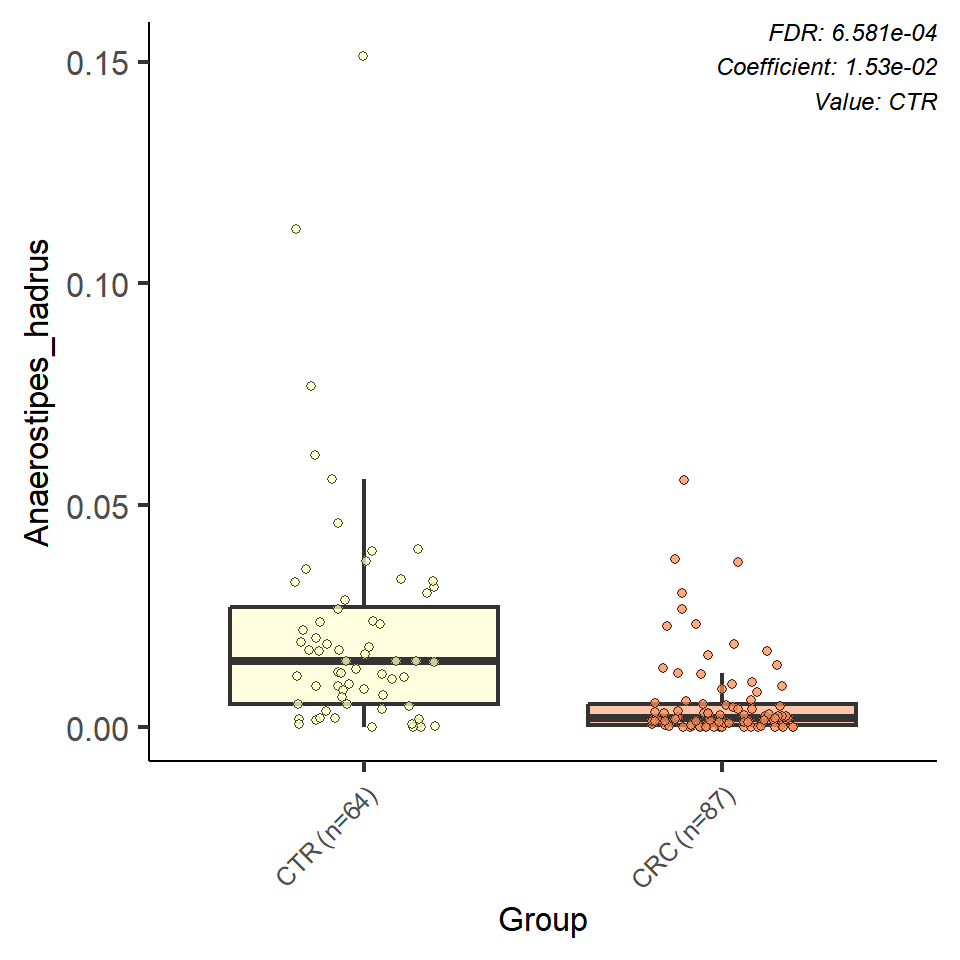 FDR: 6.581e-04
Coefficient: 1.53e-02
Value: CTR
0.15
0.10
0.05
0.00
Anaerostipes_hadrus
CTR (n=64)
CRC (n=87)
Group